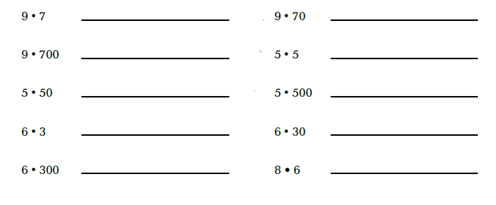 9 • 7 9 • 70
9 • 700 5 • 5
5 • 50 5 • 500
6 • 3 6 • 30
6 • 300 8 • 6